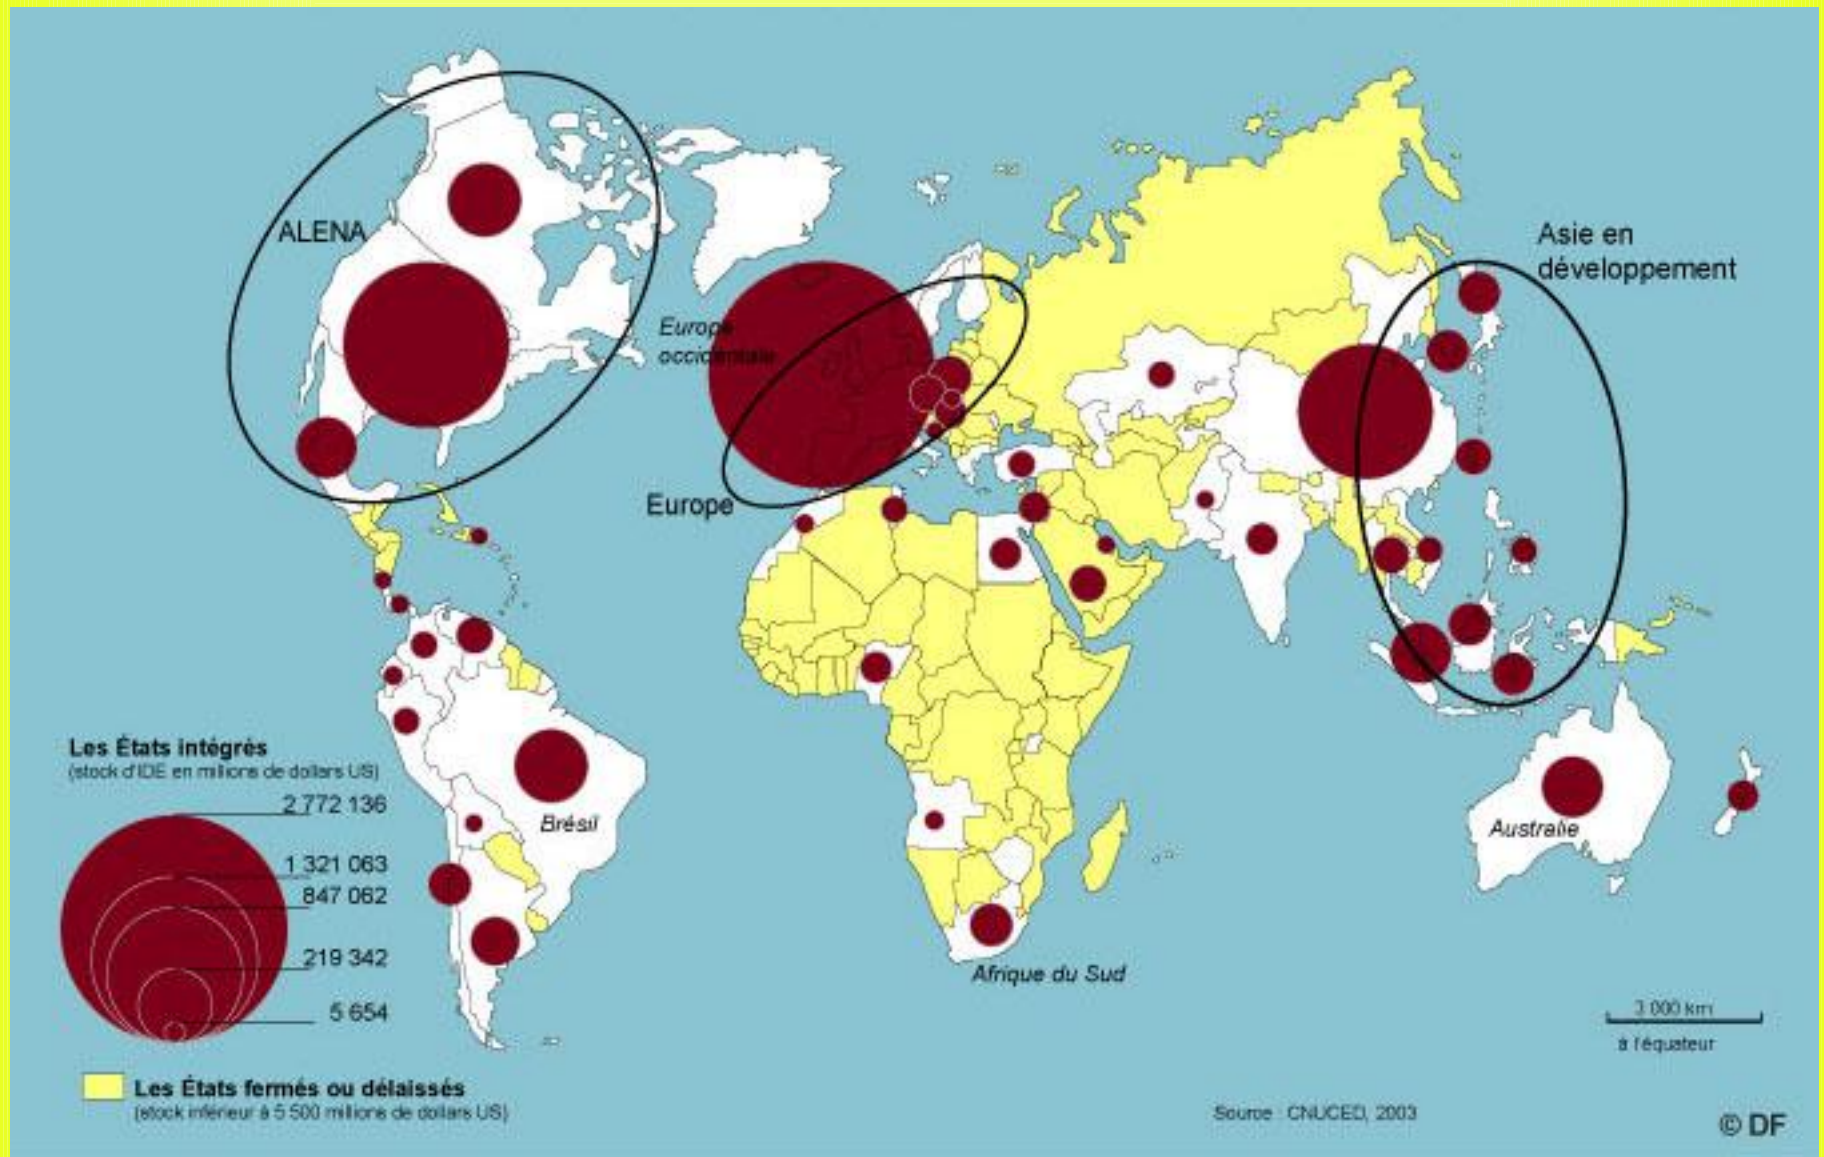 ALENA
Asie en
développement
Europe
occidentale
Europe
Les États intégrés
(stock d'IDE en millions de dollars US)
2 772 136
1 321 063
847 062
219 342
5 654
Brésil
Australie
Afrique du Sud
3 000 km
à l'équateur
Les États fermés ou délaissés
(stock inférieur à 5 500 millions de dollars US)
Source : CNUCED, 2003
© DF